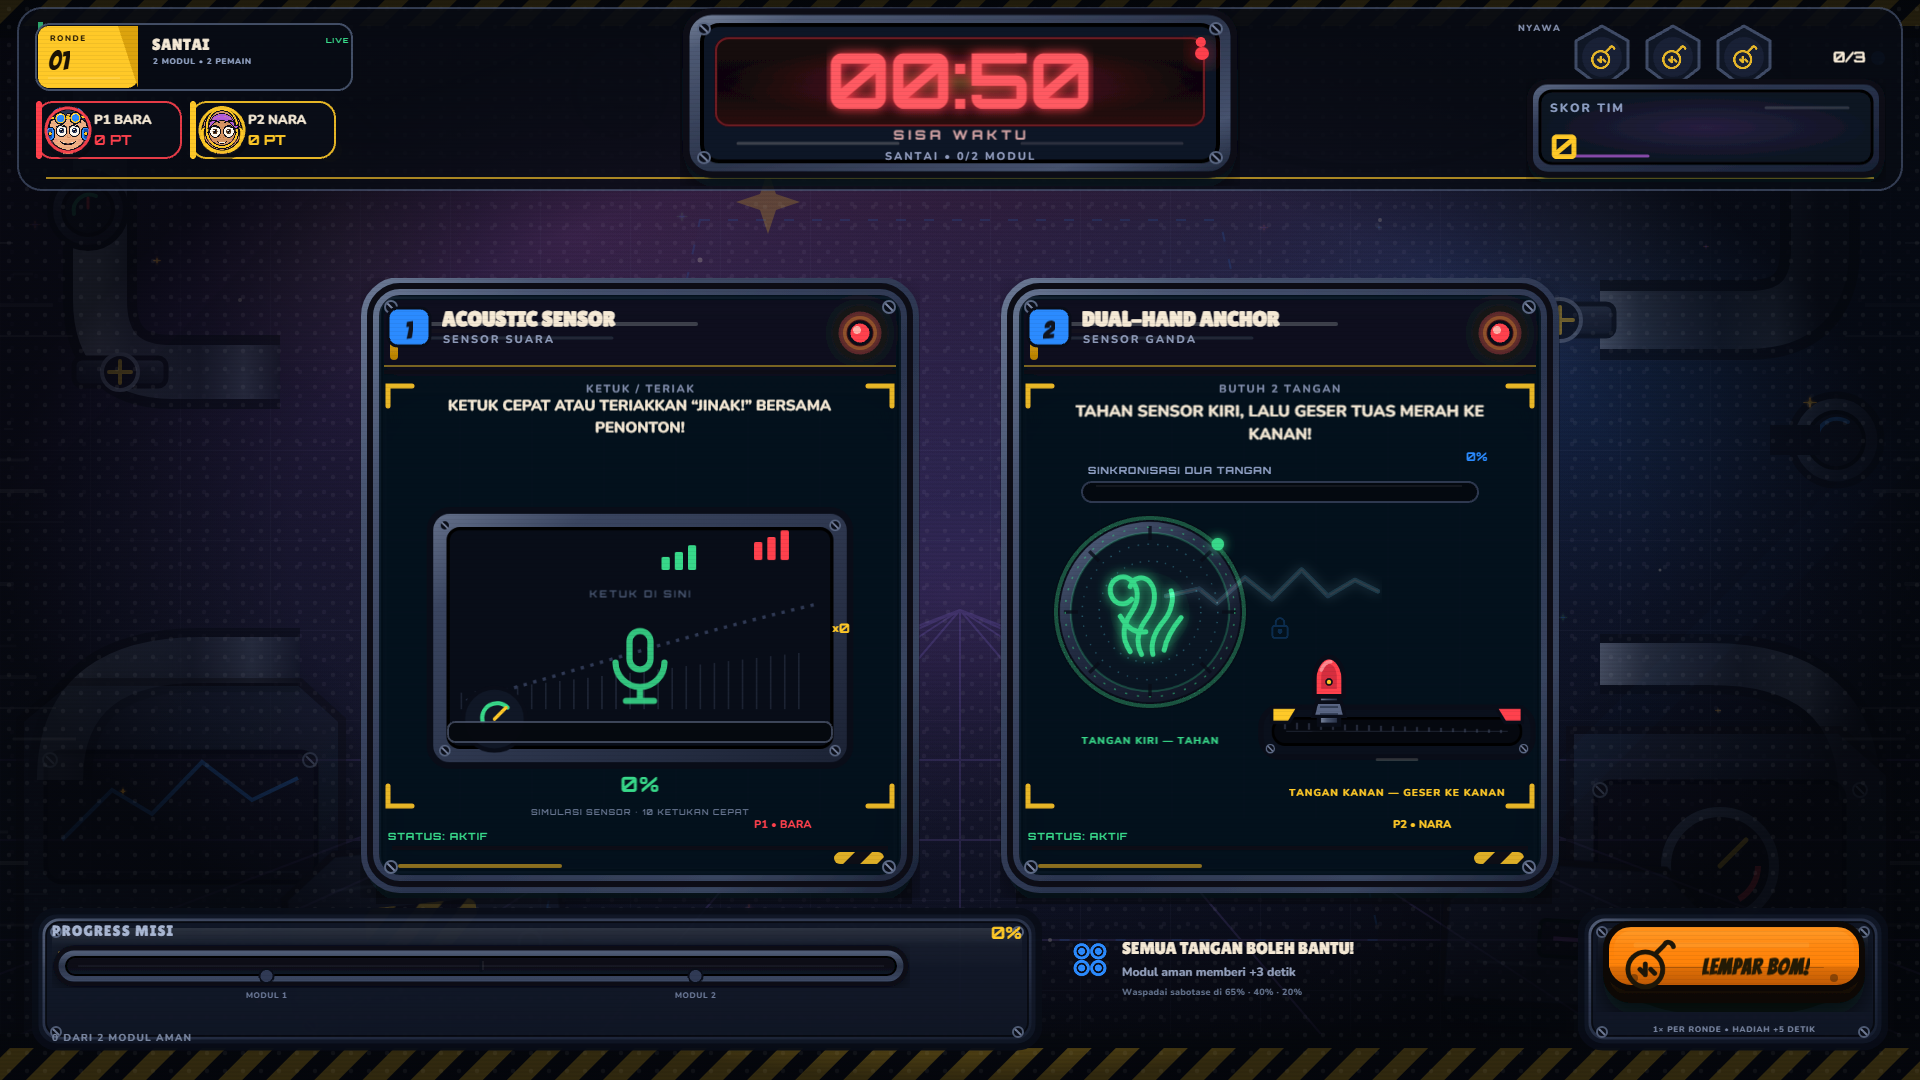 RONDE
01
SANTAI
2 MODUL • 2 PEMAIN
LIVE
P1 BARA
0 PT
P2 NARA
0 PT
00:50
SISA WAKTU
SANTAI • 0/2 MODUL
NYAWA
0/3
SKOR TIM
0
1
ACOUSTIC SENSOR
SENSOR SUARA
KETUK / TERIAK
KETUK CEPAT ATAU TERIAKKAN “JINAK!” BERSAMA
PENONTON!
KETUK DI SINI
x0
0%
SIMULASI SENSOR · 10 KETUKAN CEPAT
P1 • BARA
STATUS: AKTIF
2
DUAL-HAND ANCHOR
SENSOR GANDA
BUTUH 2 TANGAN
TAHAN SENSOR KIRI, LALU GESER TUAS MERAH KE
KANAN!
0%
SINKRONISASI DUA TANGAN
TANGAN KIRI — TAHAN
TANGAN KANAN — GESER KE KANAN
P2 • NARA
STATUS: AKTIF
PROGRESS MISI
0%
MODUL 1
MODUL 2
0 DARI 2 MODUL AMAN
SEMUA TANGAN BOLEH BANTU!
Modul aman memberi +3 detik
Waspadai sabotase di 65% · 40% · 20%
LEMPAR BOM!
1× PER RONDE • HADIAH +5 DETIK